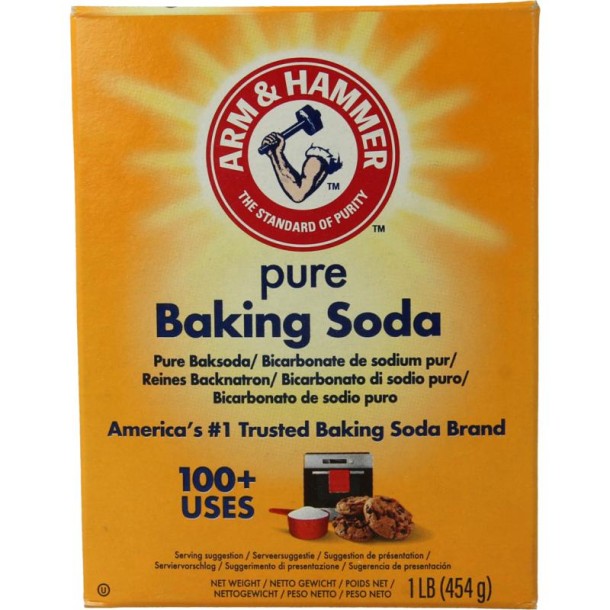 ARM & HAMMER
THE STANDARD OF PURITY
TM
TM
pure
Baking Soda
Pure Baksoda/ Bicarbonate de sodium pur/
Reines Backnatron/ Bicarbonato di sodio puro/
Bicarbonato de sodio puro
America's #1 Trusted Baking Soda Brand
100+
USES
Serving suggestion / Serveersuggestie / Suggestion de présentation /
Serviervorschlag / Suggerimento di presentazione / Sugerencia de presentación
U
NET WEIGHT / NETTO GEWICHT / POIDS NET /
NETTOGEWICHT / PESO NETTO / PESO NETO
1 LB (454 g)